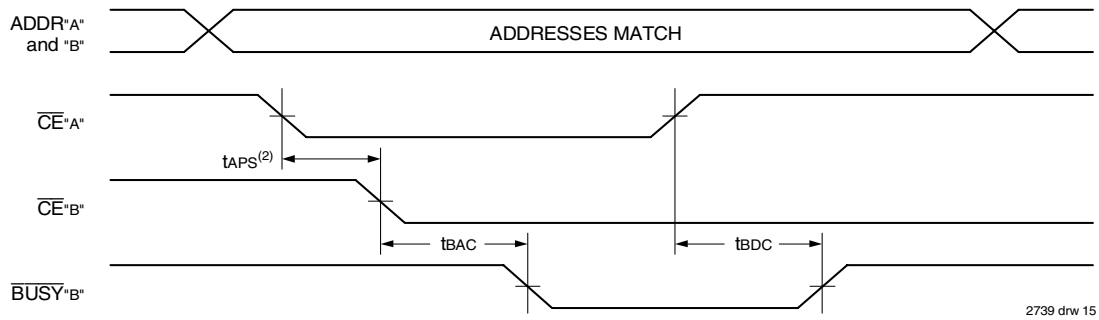 ADDR"A"
and "B"
ADDRESSES MATCH
CE"A"
tAPS(2)
CE"B"
tBAC
tBDC
BUSY"B"
2739 drw 15